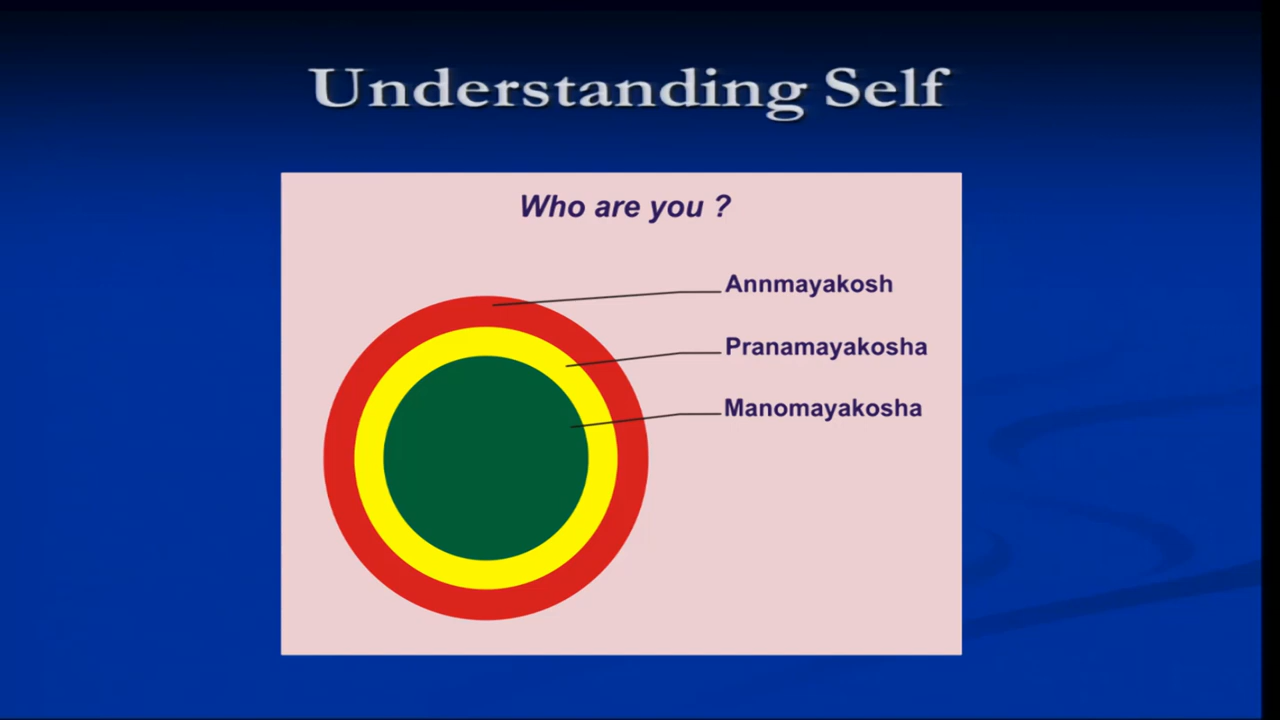 Understanding Self
Who are you ?
Annmayakosh
Pranamayakosha
Manomayakosha